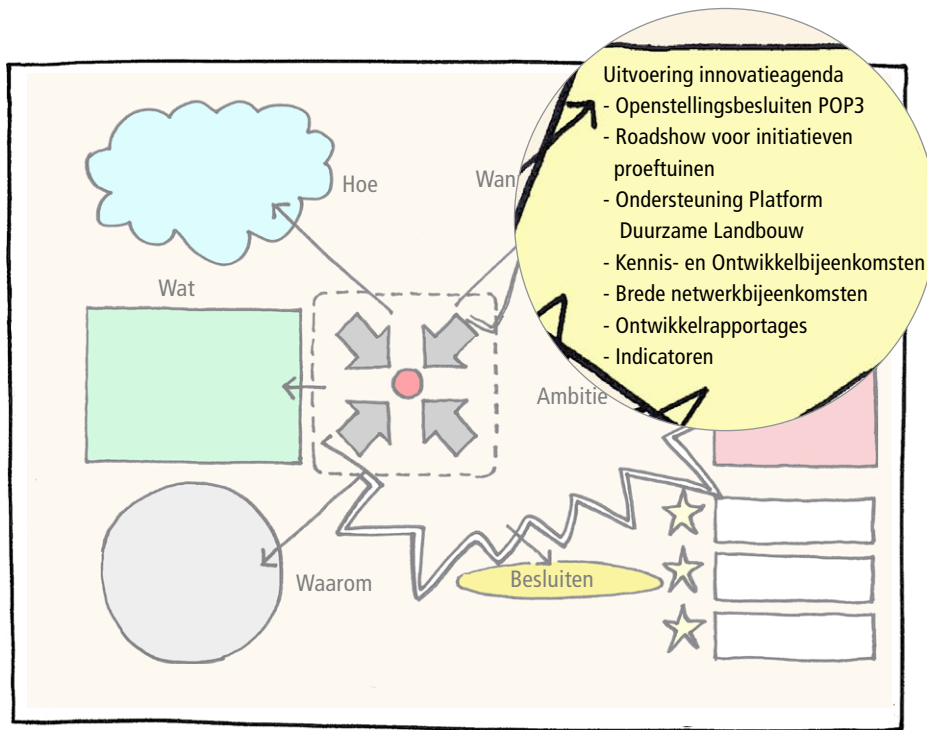 Uitvoering innovatieagenda
- Openstellingsbesluiten POP3
- Roadshow voor initiatieven
proeftuinen
- Ondersteuning Platform
Duurzame Landbouw
- Kennis- en Ontwikkelbijeenkomsten
- Brede netwerkbijeenkomsten
- Ontwikkelrapportages
- Indicatoren
Hoe
Wan
Wat
Ambitie
Waarom
Besluiten